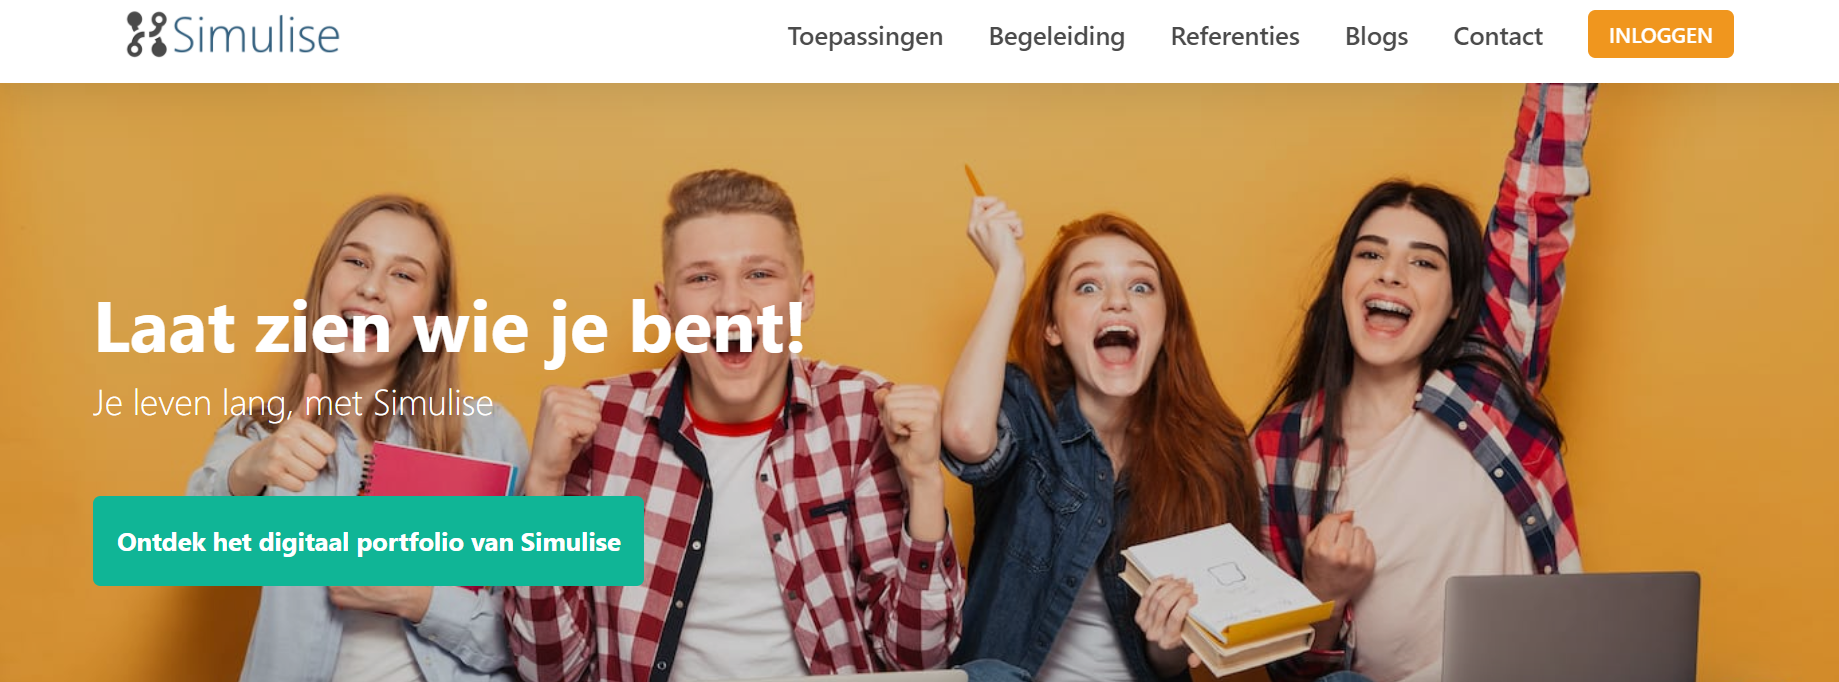 Simulise
Toepassingen
Begeleiding
Referenties
Blogs
Contact
INLOGGEN
Laat zien wie je bent!
Je leven lang, met Simulise
Ontdek het digitaal portfolio van Simulise